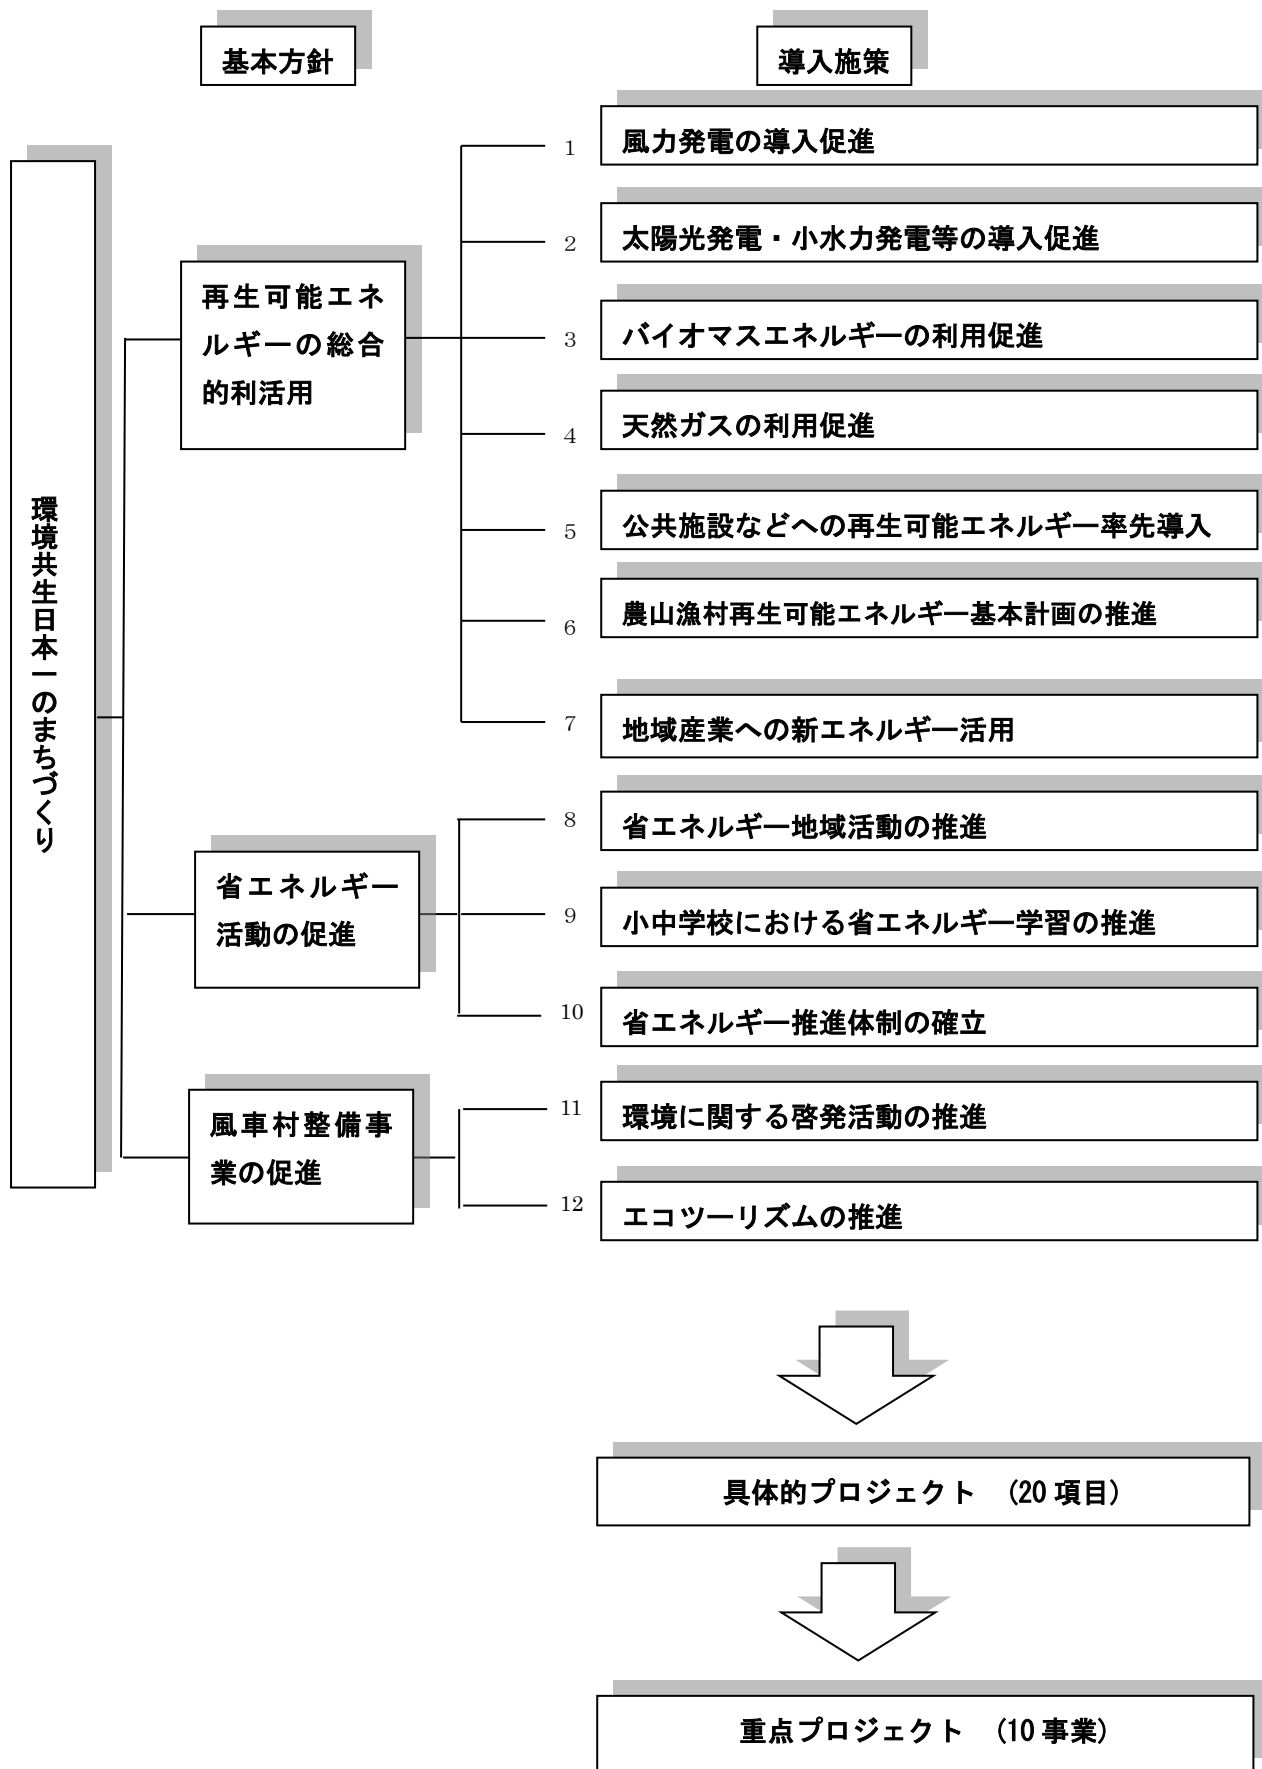 基本方針
導入施策
環境共生日本一のまちづくり
再生可能エネ
ルギーの総合
的利活用
1
風力発電の導入促進
2
太陽光発電・小水力発電等の導入促進
3
バイオマスエネルギーの利用促進
4
天然ガスの利用促進
5
公共施設などへの再生可能エネルギー率先導入
6
農山漁村再生可能エネルギー基本計画の推進
7
地域産業への新エネルギー活用
省エネルギー
活動の促進
8
省エネルギー地域活動の推進
9
小中学校における省エネルギー学習の推進
10
省エネルギー推進体制の確立
風車村整備事
業の促進
11
環境に関する啓発活動の推進
12
エコツーリズムの推進
具体的プロジェクト (20 項目)
重点プロジェクト (10 事業)